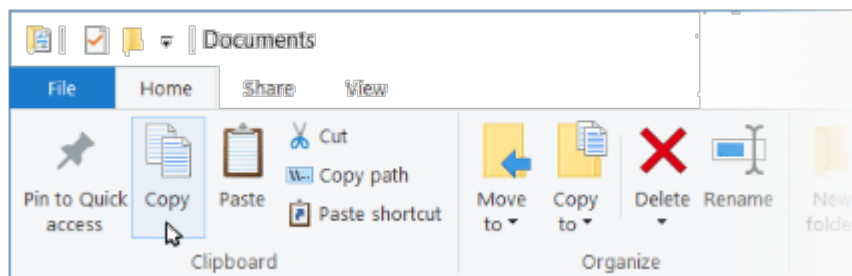 Documents
File Home Share View
Pin to Quick access
Copy
Paste
Cut
Copy path
Paste shortcut
Move to
Copy to
Delete
Rename
New
Clipboard
Organize